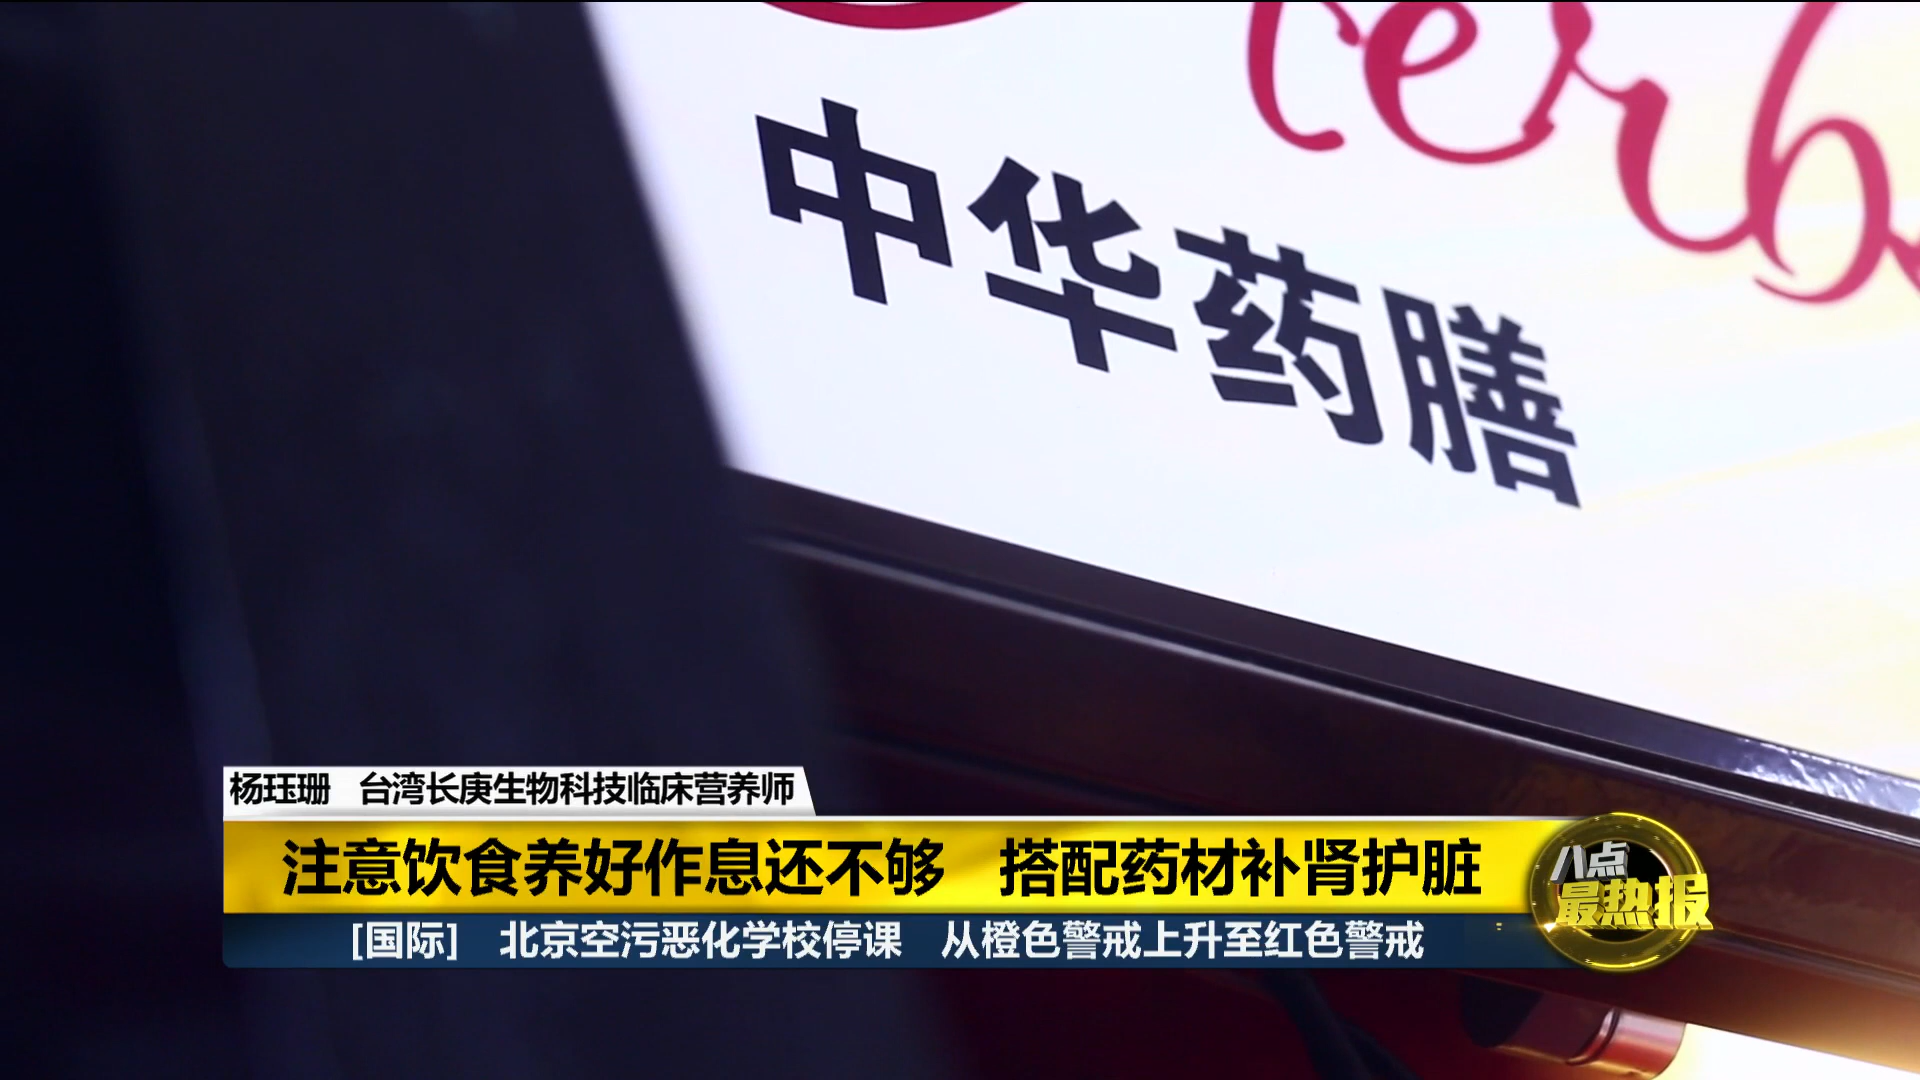 erb
中华药膳
杨珏珊 台湾长庚生物科技临床营养师
注意饮食养好作息还不够 搭配药材补肾护脏
八点
最热报
[国际] 北京空污恶化学校停课 从橙色警戒上升至红色警戒